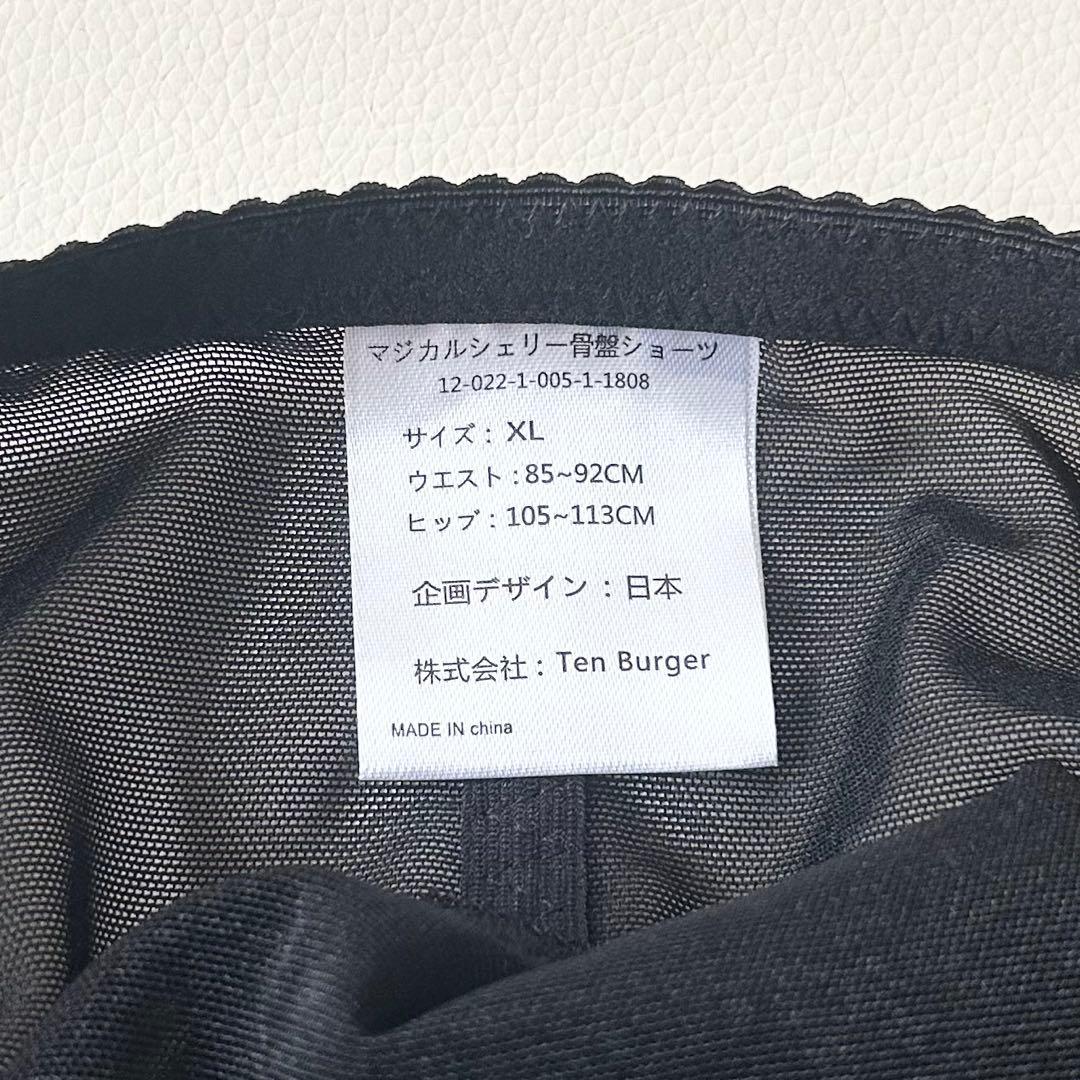 マジカルシェリー骨盤ショーツ
12-022-1-005-1-1808
サイズ: XL
ウエスト:85~92CM
ヒップ:105~113CM
企画デザイン:日本
株式会社: Ten Burger
MADE IN china